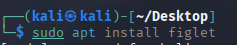 ┌──(kali㉿kali)-[~/Desktop]
└─$ sudo apt install figlet